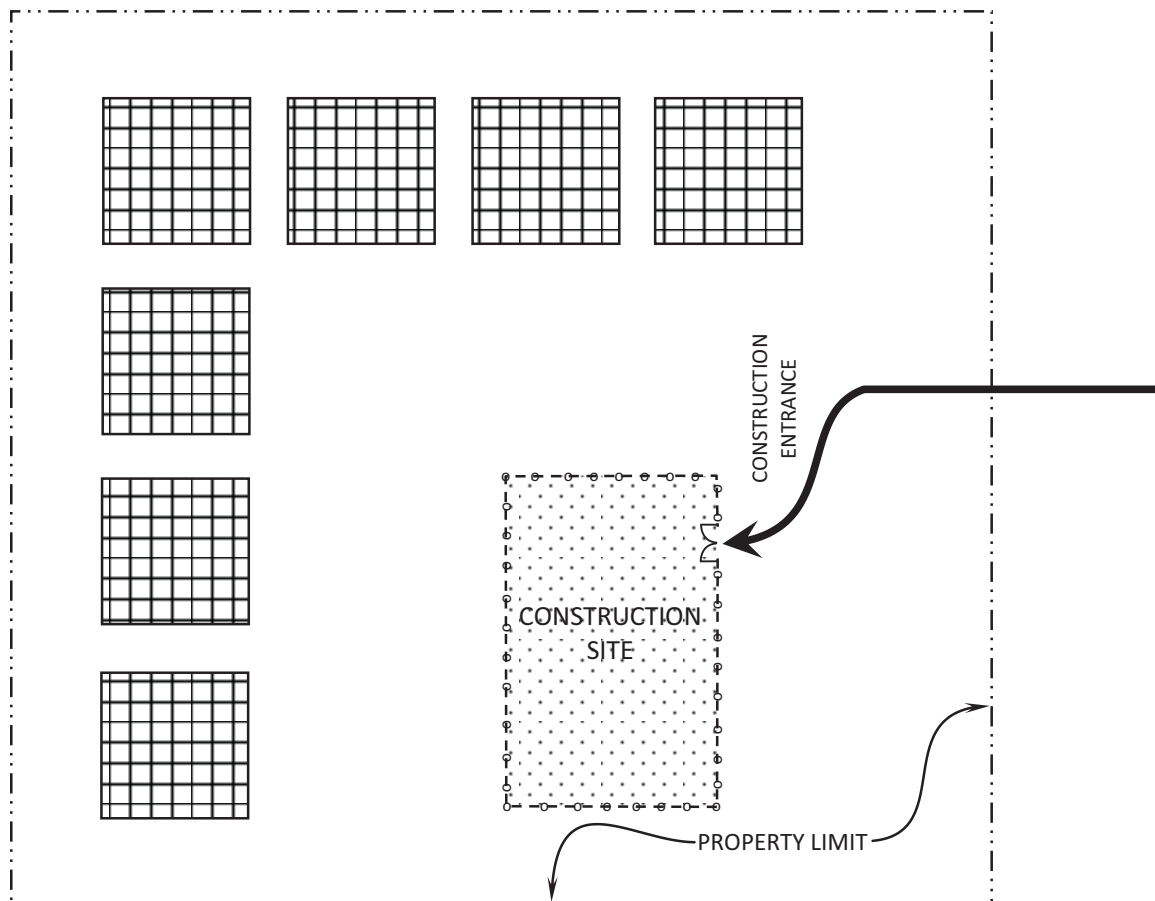 CONSTRUCTION
ENTRANCE
CONSTRUCTION
SITE
PROPERTY LIMIT